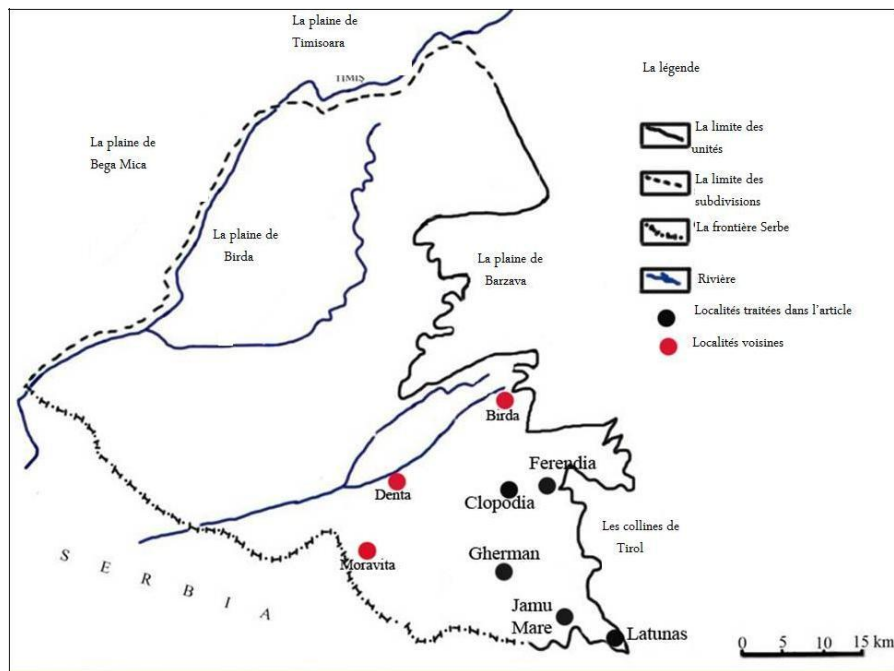 La plaine de
Timisoara
TIMIS
La plaine de
Bega Mica
La plaine de
Birda
La plaine de
Barzava
La légende
La limite des
unités
La limite des
subdivisions
La frontière Serbe
Rivière
Localités traitées dans l'article
Localités voisines
Birda
Ferendia
Denta
Clopodia
Les collines de
Tirol
Moravita
Gherman
SERBIA
Jamu
Mare
Latunas
0 5 10 15 km